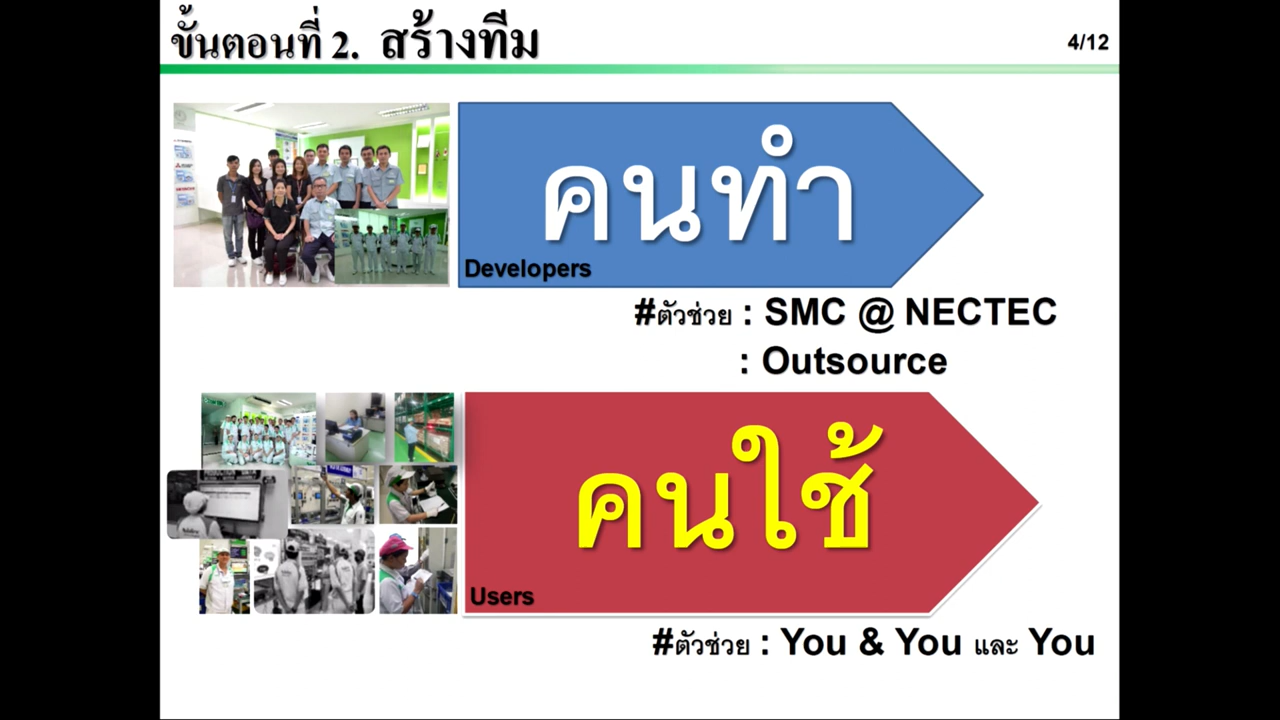 ขั้นตอนที่ 2. สร้างทีม
4/12
คนทำ
Developers
#ตัวช่วย : SMC @ NECTEC
: Outsource
คนใช้
Users
#ตัวช่วย : You & You และ You